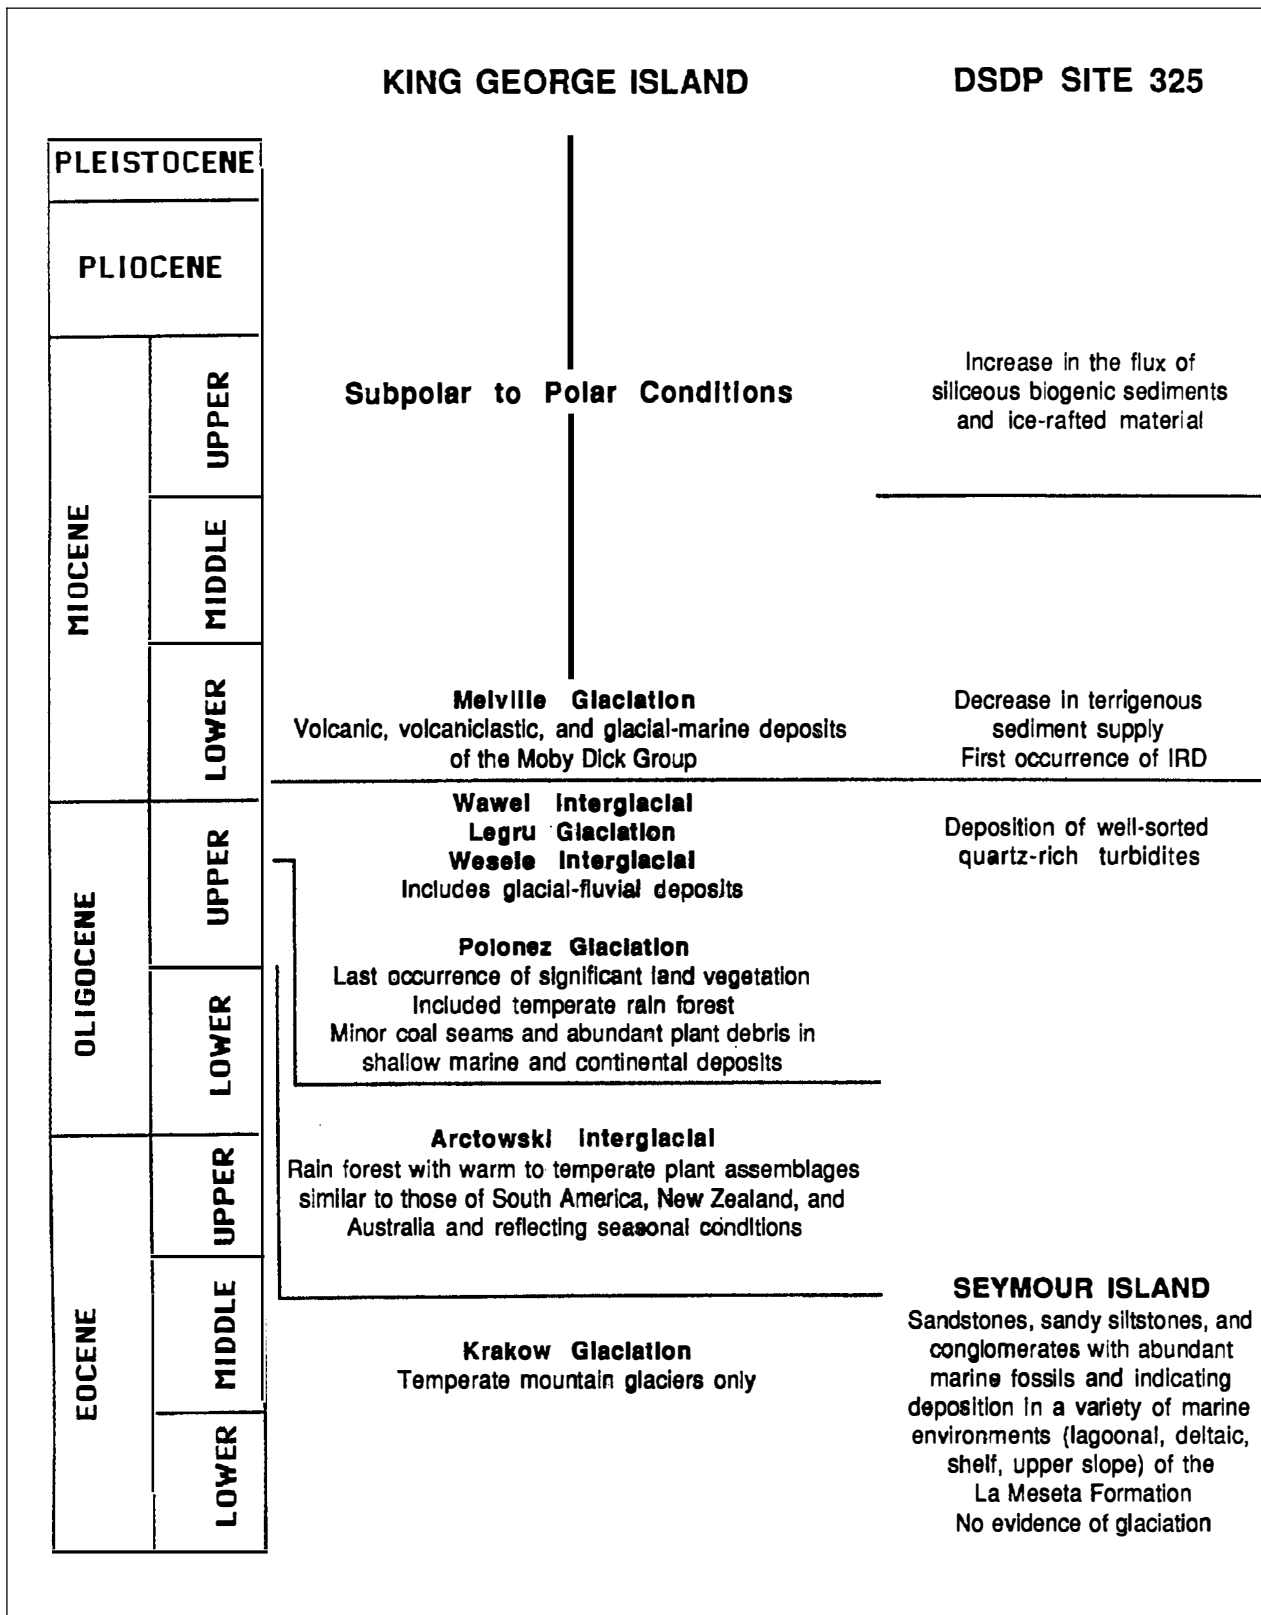 KING GEORGE ISLAND
DSDP SITE 325
PLEISTOCENE
PLIOCENE
MIOCENE
UPPER
MIDDLE
LOWER
OLIGOCENE
UPPER
LOWER
EOCENE
UPPER
MIDDLE
LOWER
Subpolar to Polar Conditions
Melville Glaciation
Volcanic, volcaniclastic, and glacial-marine deposits
of the Moby Dick Group
Wawel Interglacial
Legru Glaciation
Wesele Interglacial
Includes glacial-fluvial deposits
Polonez Glaciation
Last occurrence of significant land vegetation
Included temperate rain forest
Minor coal seams and abundant plant debris in
shallow marine and continental deposits
Arctowski Interglacial
Rain forest with warm to temperate plant assemblages
similar to those of South America, New Zealand, and
Australia and reflecting seasonal conditions
Krakow Glaciation
Temperate mountain glaciers only
Increase in the flux of
siliceous biogenic sediments
and ice-rafted material
Decrease in terrigenous
sediment supply
First occurrence of IRD
Deposition of well-sorted
quartz-rich turbidites
SEYMOUR ISLAND
Sandstones, sandy siltstones, and
conglomerates with abundant
marine fossils and indicating
deposition in a variety of marine
environments (lagoonal, deltaic,
shelf, upper slope) of the
La Meseta Formation
No evidence of glaciation